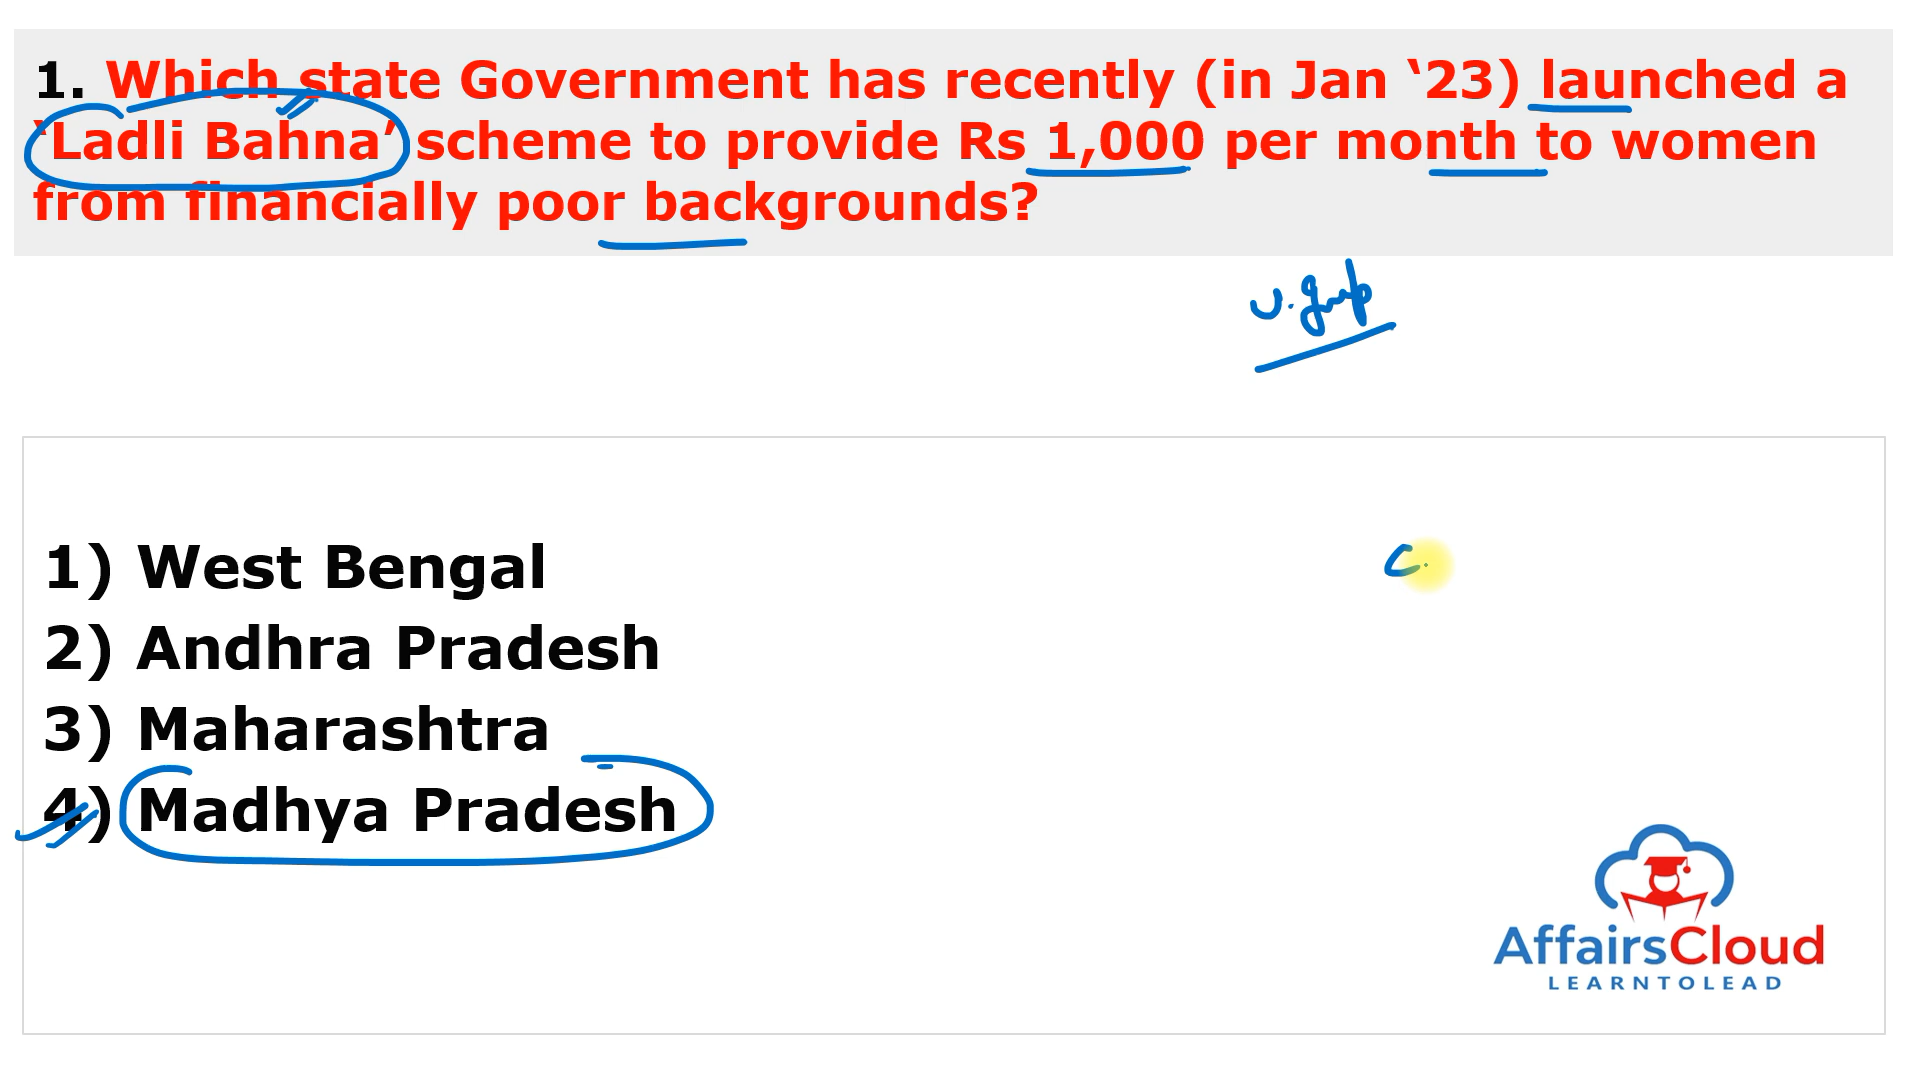 1. Which state Government has recently (in Jan ‘23) launched a
‘Ladli Bahna’ scheme to provide Rs 1,000 per month to women
from financially poor backgrounds?
1) West Bengal
2) Andhra Pradesh
3) Maharashtra
4) Madhya Pradesh
AffairsCloud
LEARNTOLEAD